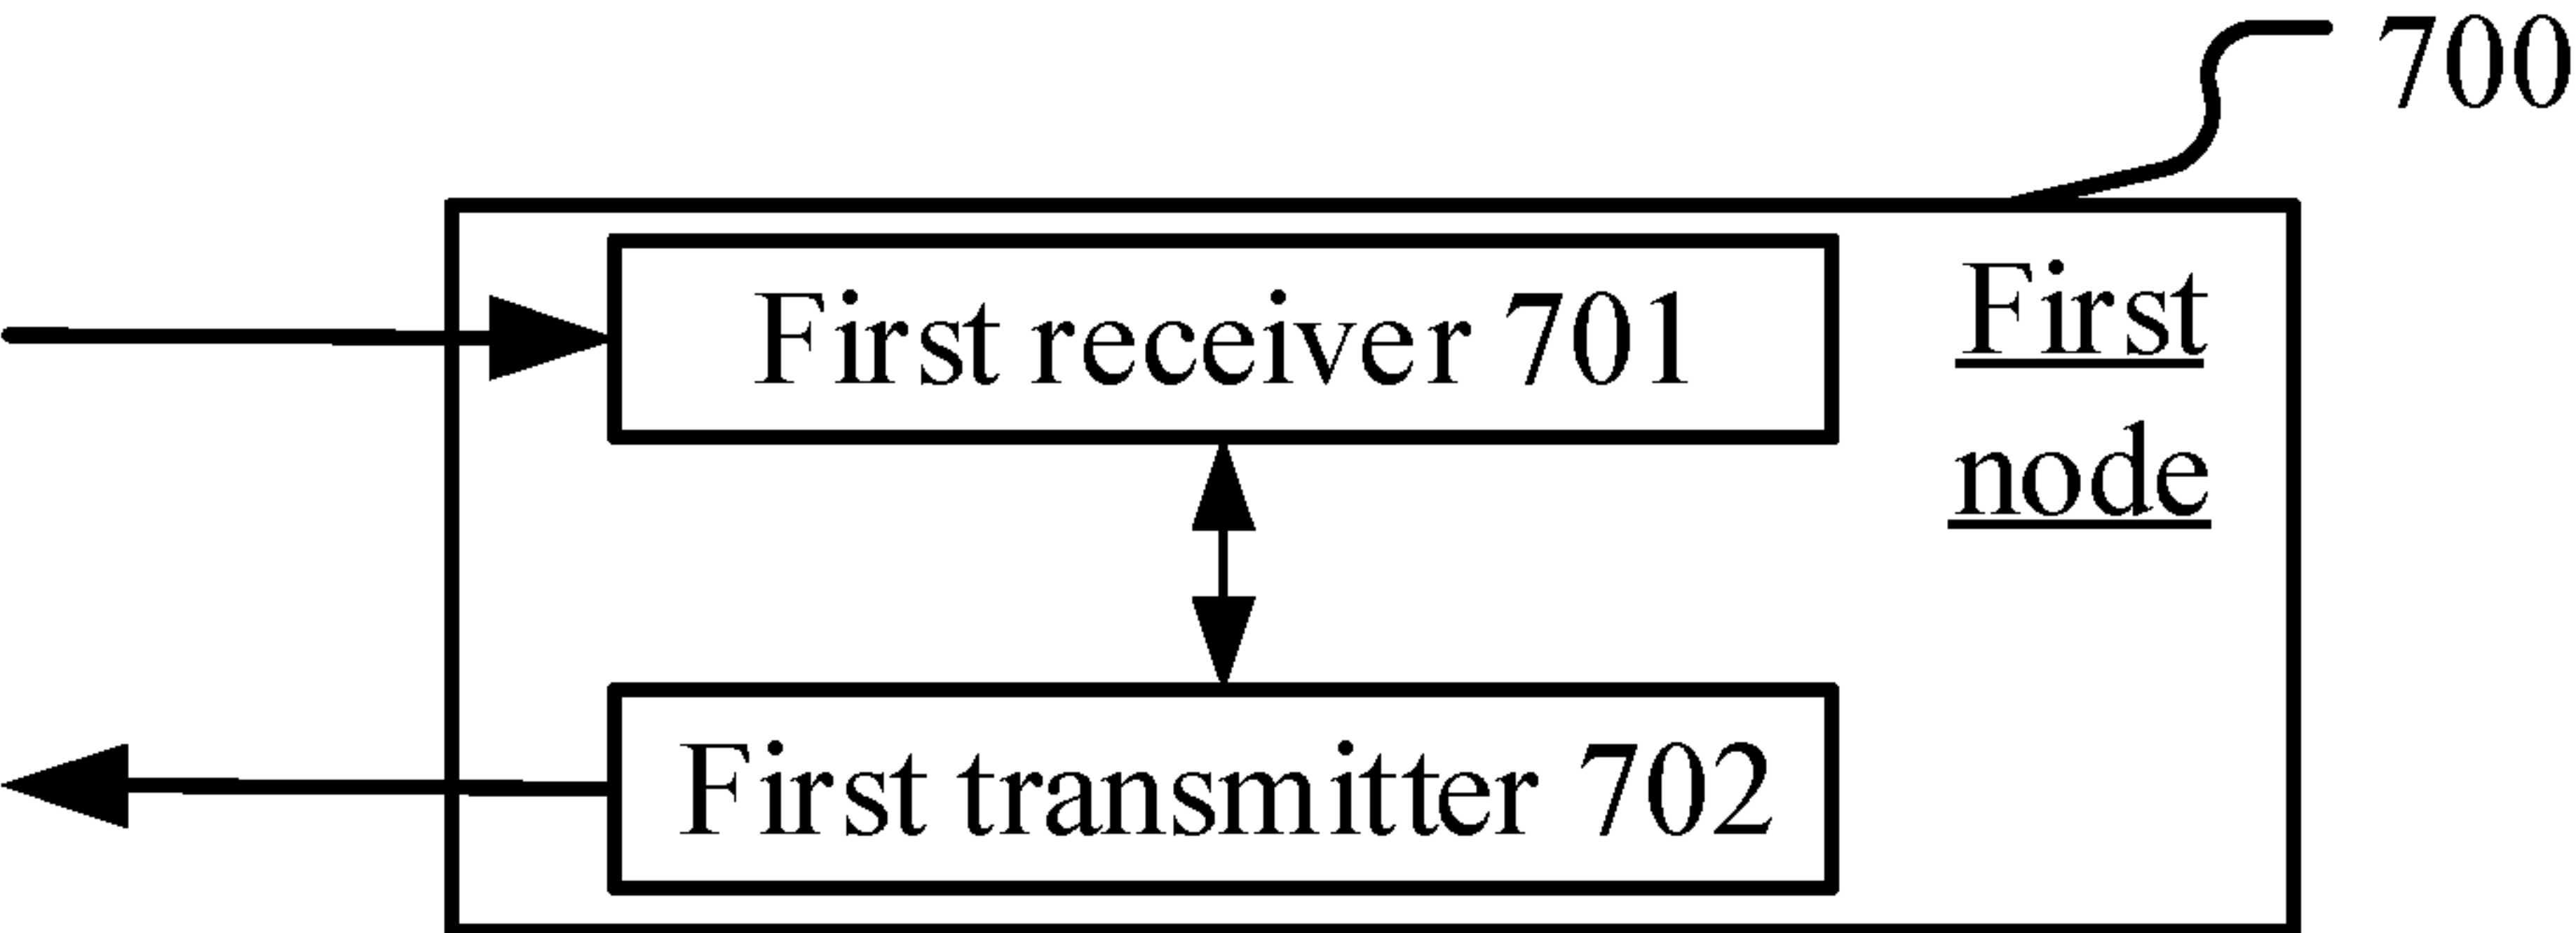 700
First receiver 701
First
node
First transmitter 702